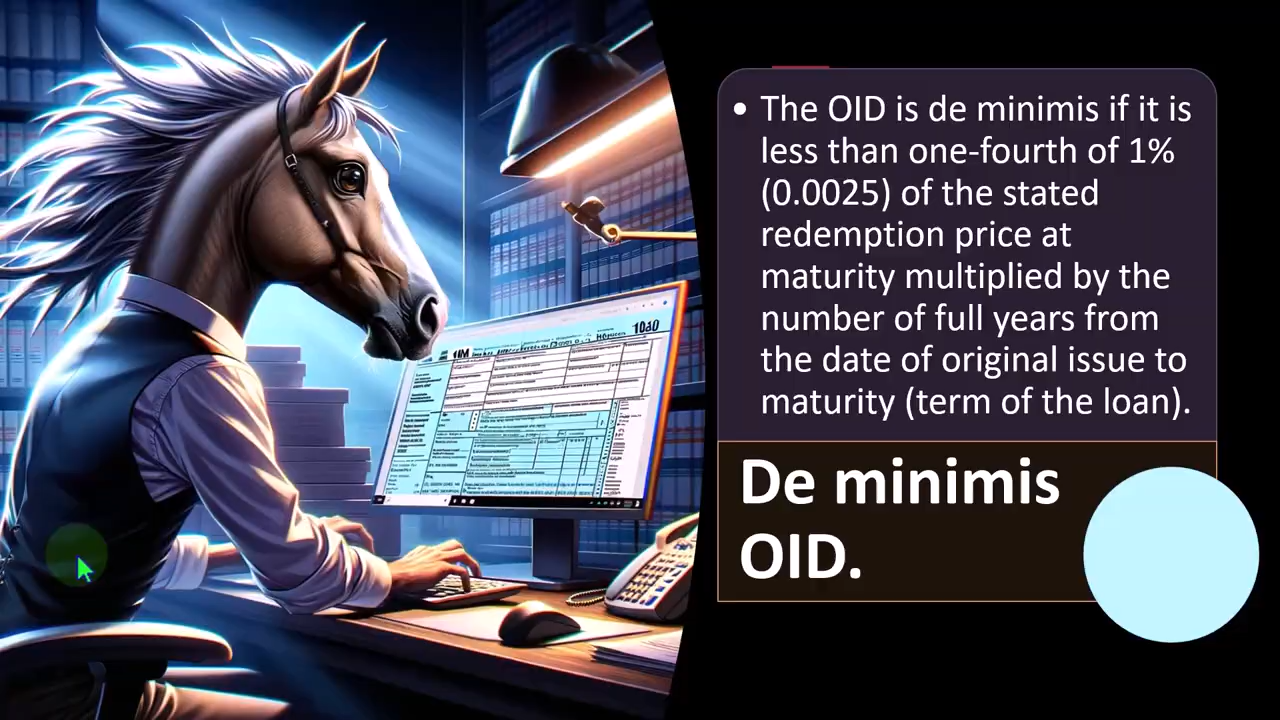 1040
• The OID is de minimis if it is
less than one-fourth of 1%
(0.0025) of the stated
redemption price at
maturity multiplied by the
number of full years from
the date of original issue to
maturity (term of the loan).
De minimis
OID.